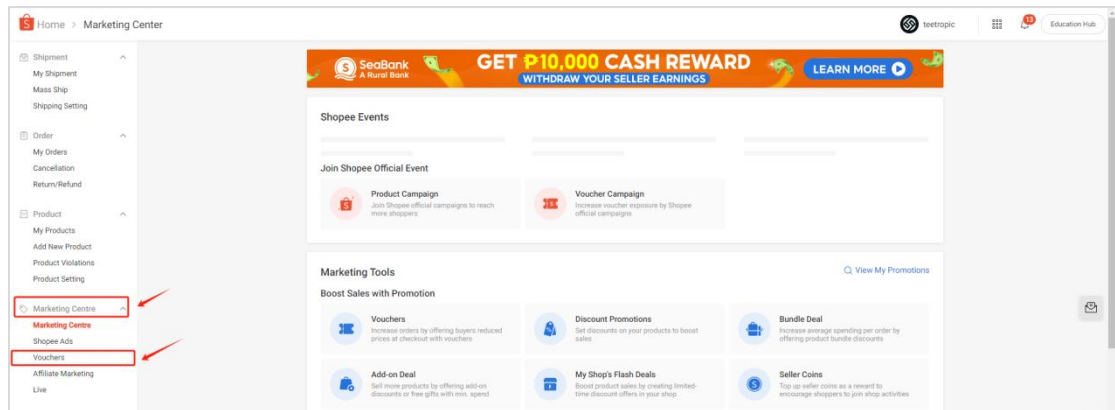 Home > Marketing Center
teetropic
13
Education Hub
Shipment
My Shipment
Mass Ship
Shipping Setting
Order
My Orders
Cancellation
Return/Refund
Product
My Products
Add New Product
Product Violations
Product Setting
Marketing Centre
Marketing Centre
Shopee Ads
Vouchers
Affiliate Marketing
Live
SeaBank
A Rural Bank
GET ₱10,000 CASH REWARD
WITHDRAW YOUR SELLER EARNINGS
LEARN MORE
Shopee Events
Join Shopee Official Event
Product Campaign
Join Shopee official campaigns to reach
more shoppers
Voucher Campaign
Increase voucher exposure by Shopee
official campaigns
Marketing Tools
View My Promotions
Boost Sales with Promotion
Vouchers
Increase orders by offering buyers reduced
prices at checkout with vouchers
Discount Promotions
Set discounts on your products to boost
sales
Bundle Deal
Increase average spending per order by
offering product bundle discounts
Add-on Deal
Sell more products by offering add-on
discounts or free gifts with min. spend
My Shop's Flash Deals
Boost product sales by creating limited-
time discount offers in your shop
Seller Coins
Top up seller coins as a reward to
encourage shoppers to join shop activities